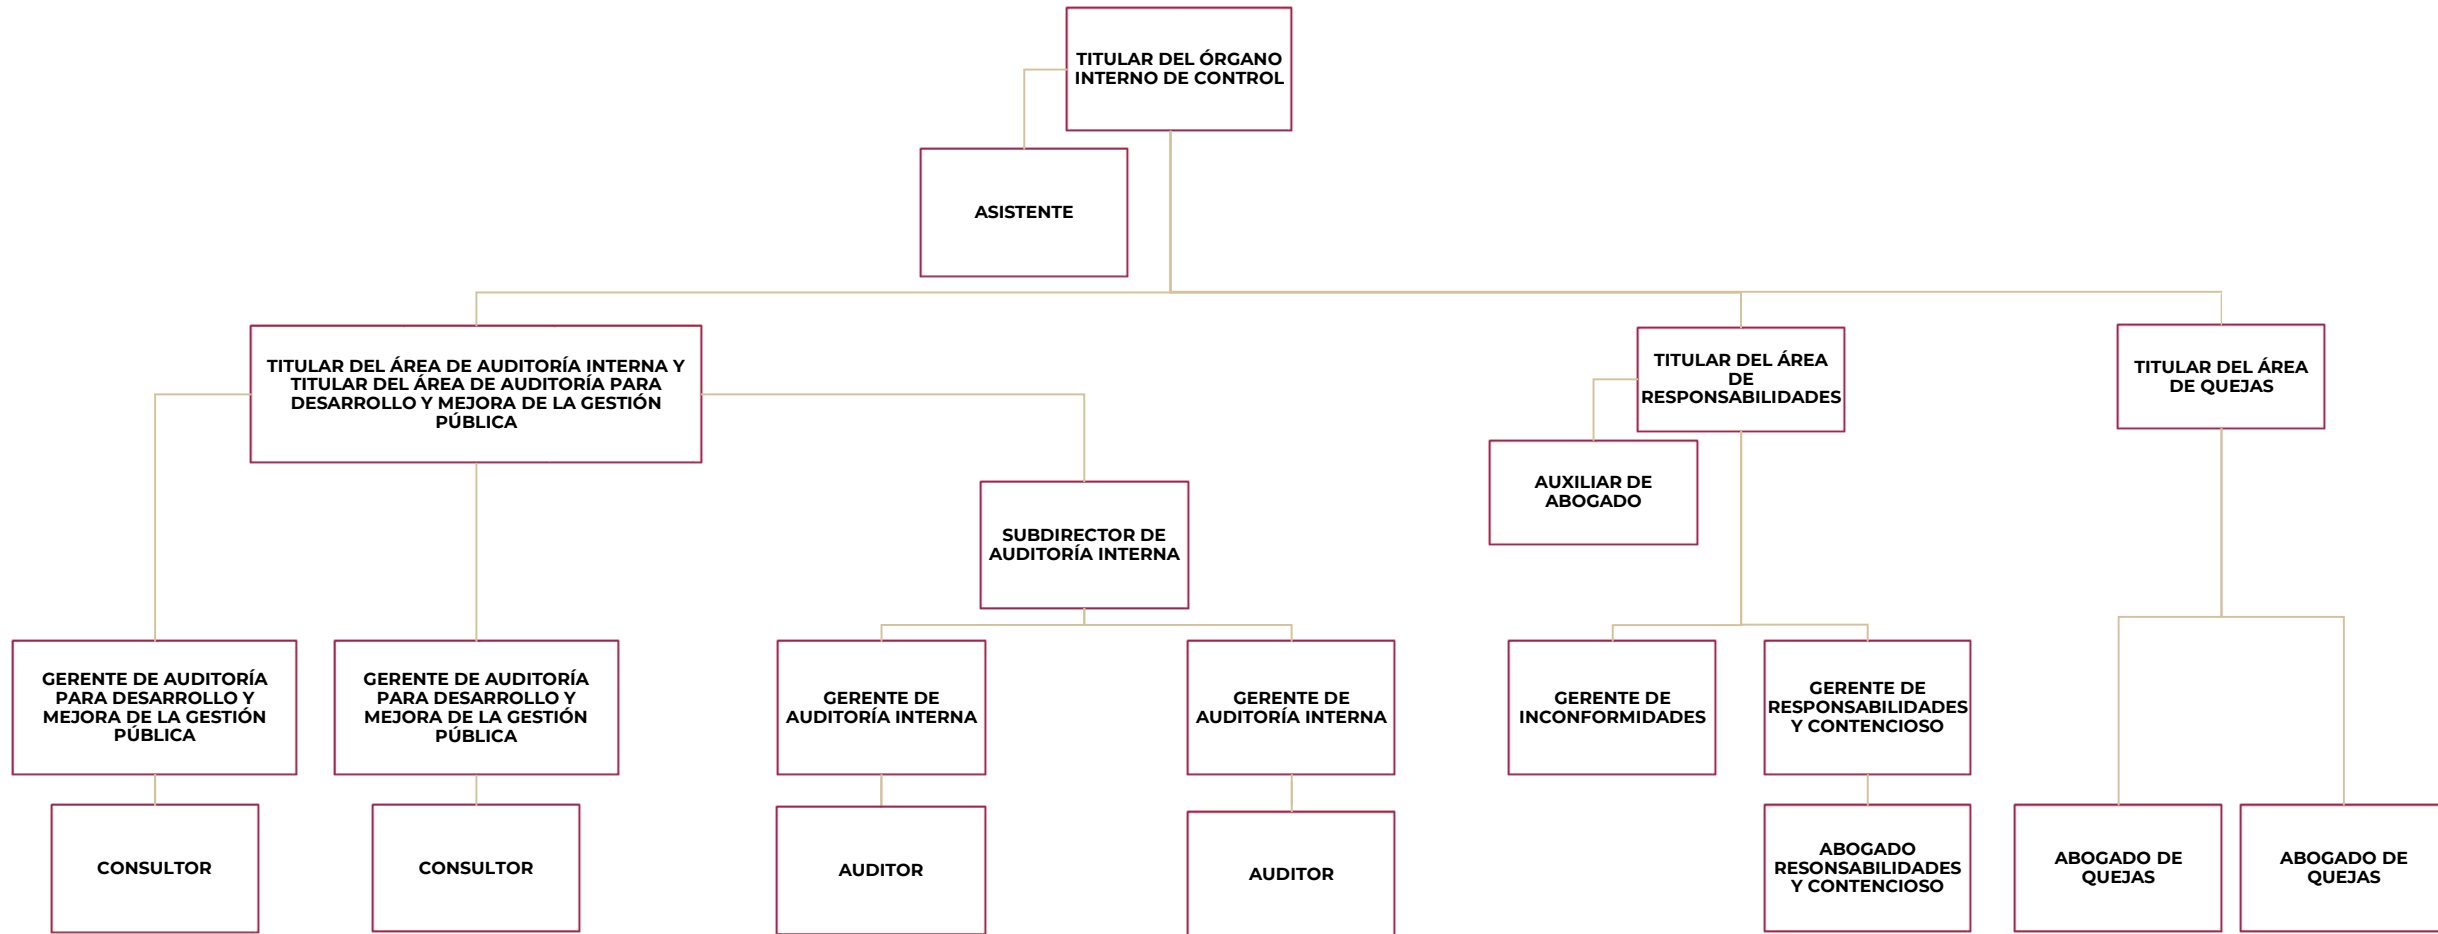 TITULAR DEL ÓRGANO
INTERNO DE CONTROL
ASISTENTE
TITULAR DEL ÁREA DE AUDITORÍA INTERNA Y
TITULAR DEL ÁREA DE AUDITORÍA PARA
DESARROLLO Y MEJORA DE LA GESTIÓN
PÚBLICA
TITULAR DEL ÁREA
DE
RESPONSABILIDADES
TITULAR DEL ÁREA
DE QUEJAS
AUXILIAR DE
ABOGADO
SUBDIRECTOR DE
AUDITORÍA INTERNA
GERENTE DE AUDITORÍA
PARA DESARROLLO Y
MEJORA DE LA GESTIÓN
PÚBLICA
GERENTE DE AUDITORÍA
PARA DESARROLLO Y
MEJORA DE LA GESTIÓN
PÚBLICA
GERENTE DE
AUDITORÍA INTERNA
GERENTE DE
AUDITORÍA INTERNA
GERENTE DE
INCONFORMIDADES
GERENTE DE
RESPONSABILIDADES
Y CONTENCIOSO
CONSULTOR
CONSULTOR
AUDITOR
AUDITOR
ABOGADO
RESONSABILIDADES
Y CONTENCIOSO
ABOGADO DE
QUEJAS
ABOGADO DE
QUEJAS